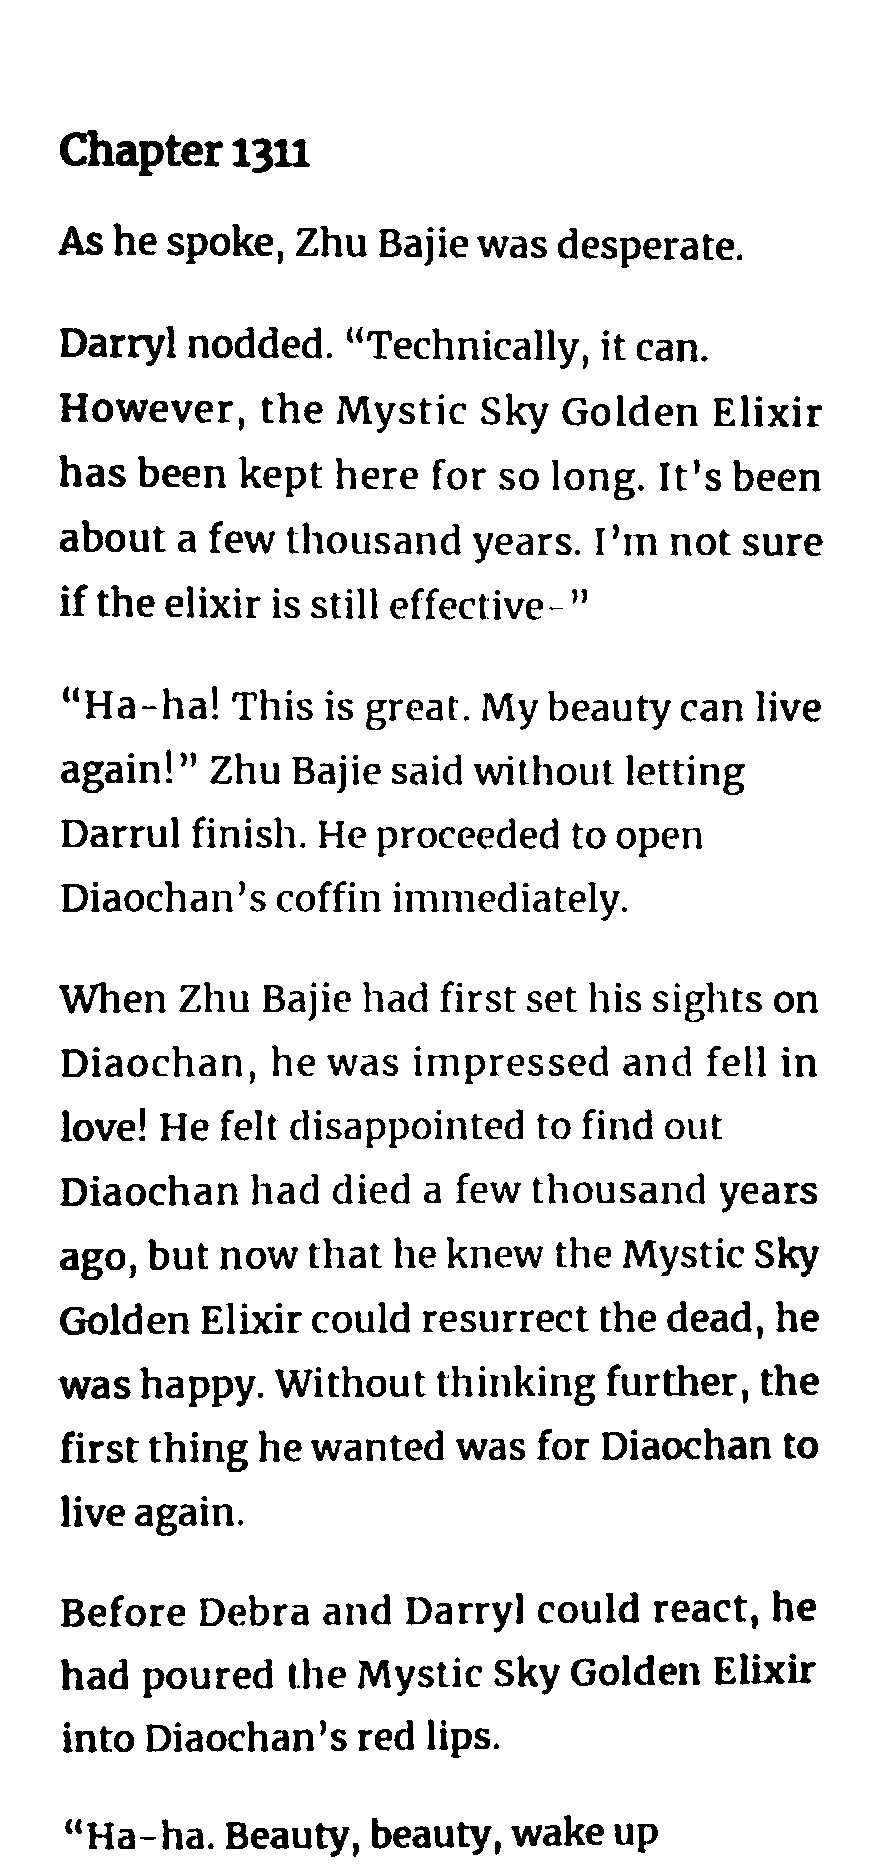 Chapter 1311
As he spoke, Zhu Bajie was desperate.
Darryl nodded. “Technically, it can.
However, the Mystic Sky Golden Elixir
has been kept here for so long. It's been
about a few thousand years. I’m not sure
if the elixir is still effective-”
“Ha-ha! This is great. My beauty can live
again!” Zhu Bajie said without letting
Darrul finish. He proceeded to open
Diaochan’s coffin immediately.
When Zhu Bajie had first set his sights on
Diaochan, he was impressed and fell in
love! He felt disappointed to find out
Diaochan had died a few thousand years
ago, but now that he knew the Mystic Sky
Golden Elixir could resurrect the dead, he
was happy. Without thinking further, the
first thing he wanted was for Diaochan to
live again.
Before Debra and Darryl could react, he
had poured the Mystic Sky Golden Elixir
into Diaochan’s red lips.
“Ha-ha. Beauty, beauty, wake up